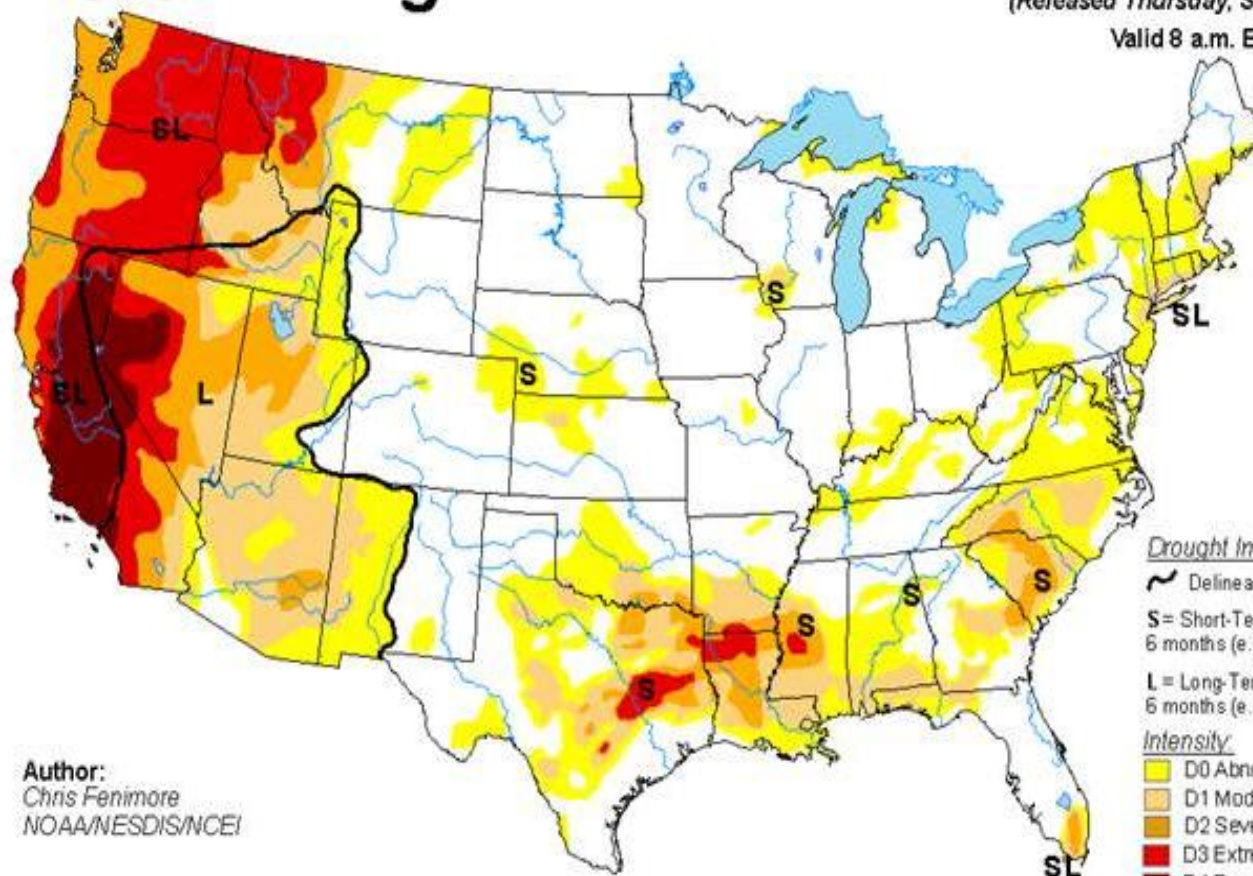 (Released Thursday, S
Valid 8 a.m. E
SL
S
SL
S
SL
L
S
S
S
S
SL
Author:
Chris Fenimore
NOAA/NESDIS/NCEI
Drought In
Delinea
S = Short-Te
6 months (e.
L = Long-Ter
6 months (e.
Intensity:
D0 Abn
D1 Mod
D2 Seve
D3 Extr